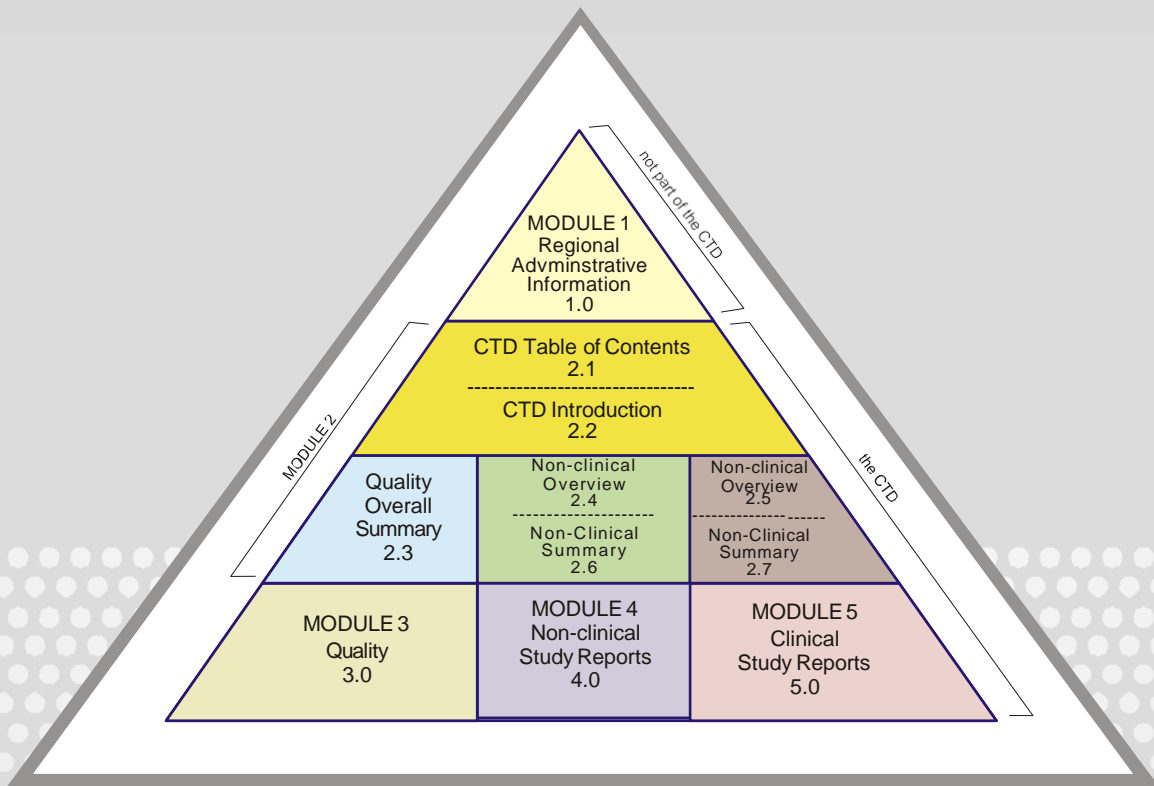 not part of the CTD
MODULE 1
Regional
Advminstrative
Information
1.0
MODULE 2
CTD Table of Contents
2.1
--------------------------------
CTD Introduction
2.2
the CTD
Quality
Overall
Summary
2.3
Non-clinical
Overview
2.4
----------------------
Non-Clinical
Summary
2.6
Non-clinical
Overview
2.5
---------------------
Non-Clinical
Summary
2.7
MODULE 3
Quality
3.0
MODULE 4
Non-clinical
Study Reports
4.0
MODULE 5
Clinical
Study Reports
5.0